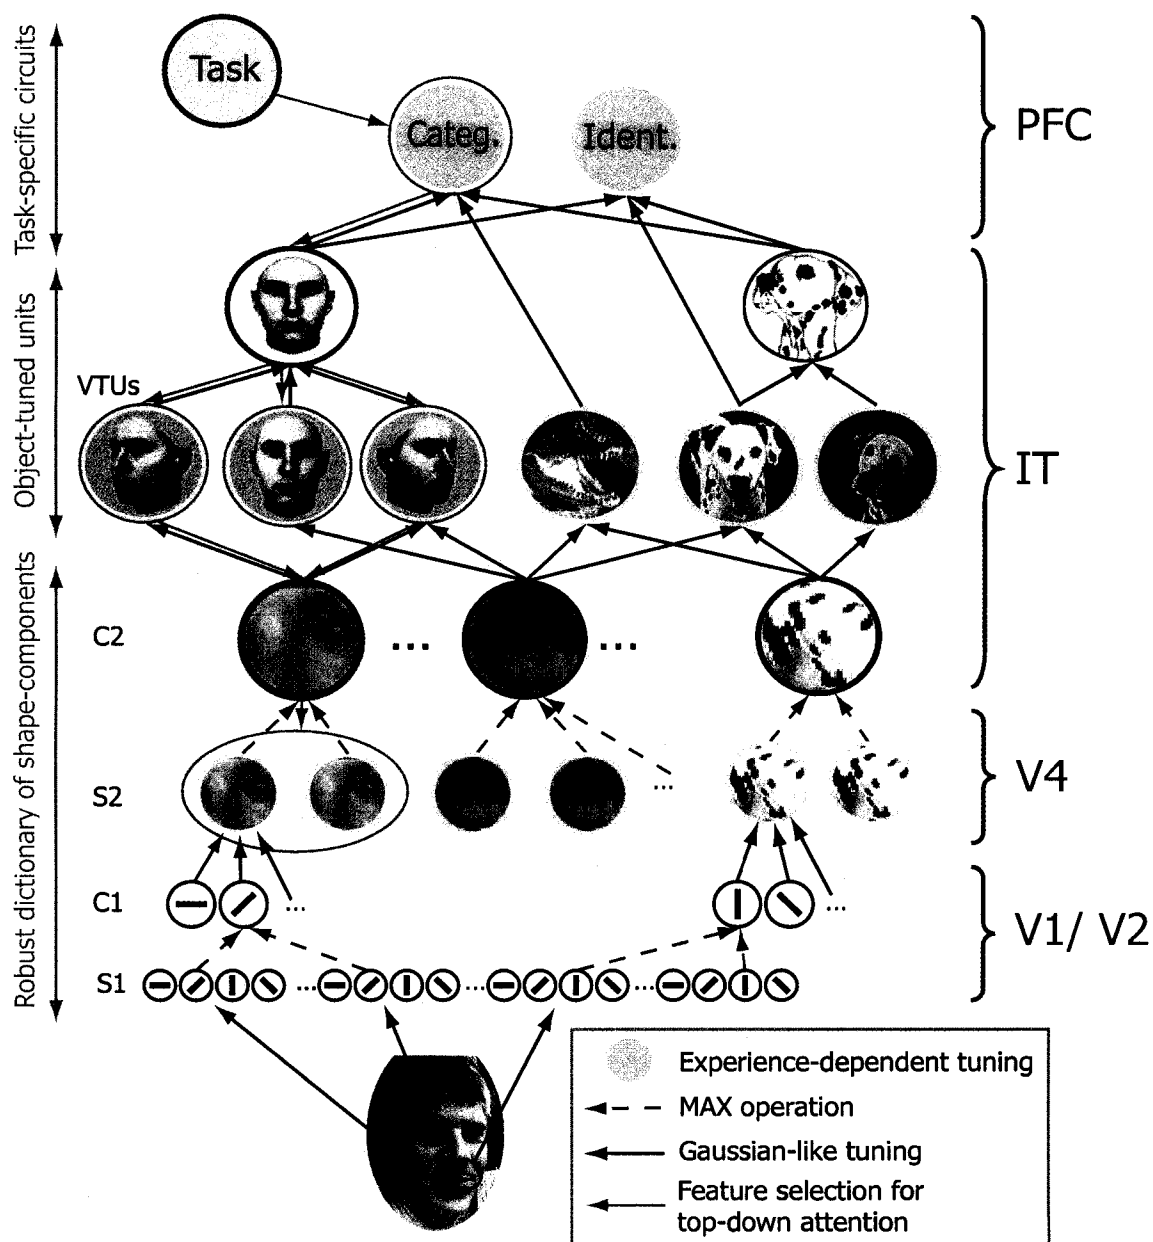 Task-specific circuits
Task
Categ.
Ident.
PFC
Object-tuned units
VTUs
IT
Robust dictionary of shape-components
C2
... ...
S2
...
V4
C1
... ...
V1/ V2
S1
... ... ...
Experience-dependent tuning
MAX operation
Gaussian-like tuning
Feature selection for
top-down attention